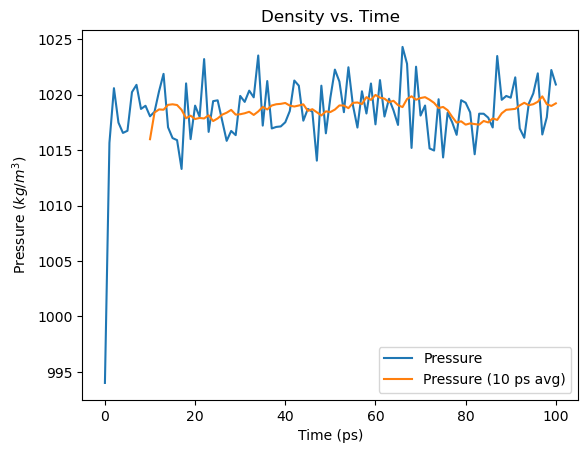 Density vs. Time
Pressure (kg/m³)
1025
1020
1015
1010
1005
1000
995
0 20 40 60 80 100
Time (ps)
Pressure
Pressure (10 ps avg)